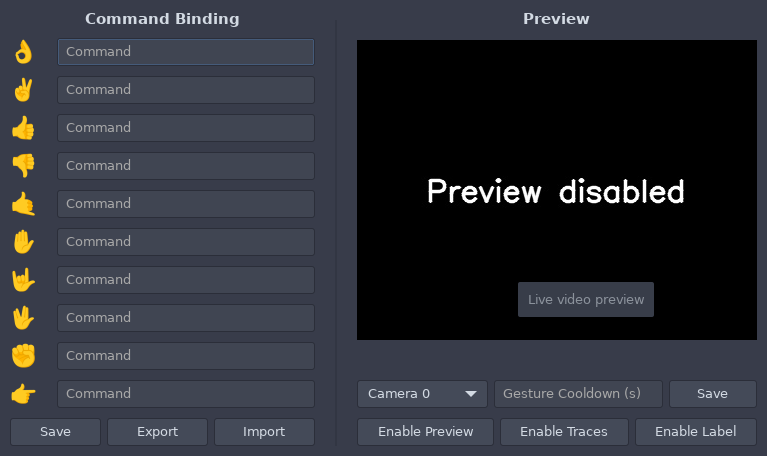 Command Binding
Command
Command
Command
Command
Command
Command
Command
Command
Command
Command
Save Export Import
Preview
Preview disabled
Live video preview
Camera 0 Gesture Cooldown (s) Save
Enable Preview Enable Traces Enable Label